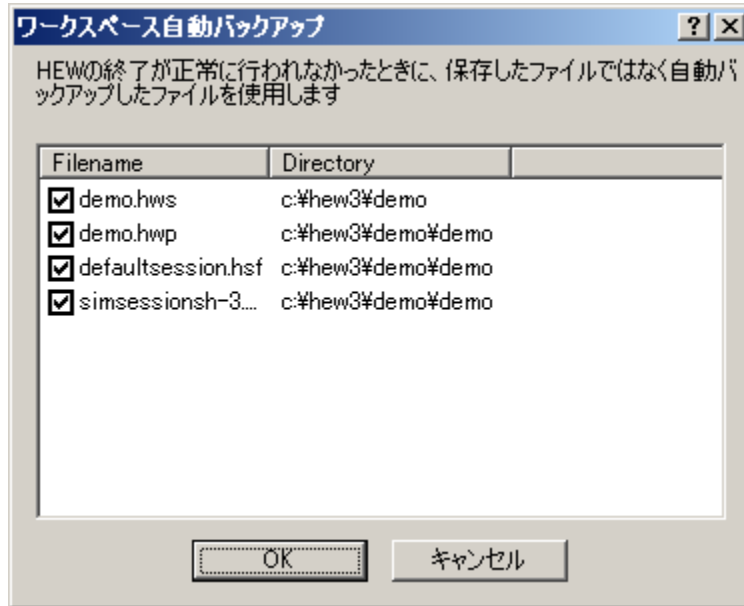 ワークスペース自動バックアップ
HEWの終了が正常に行われなかったときに、保存したファイルではなく自動バ
ックアップしたファイルを使用します
Filename Directory
demo.hws c:¥hew3¥demo
demo.hwp c:¥hew3¥demo¥demo
defaultsession.hsf c:¥hew3¥demo¥demo
simsessionsh-3... c:¥hew3¥demo¥demo
OK キャンセル